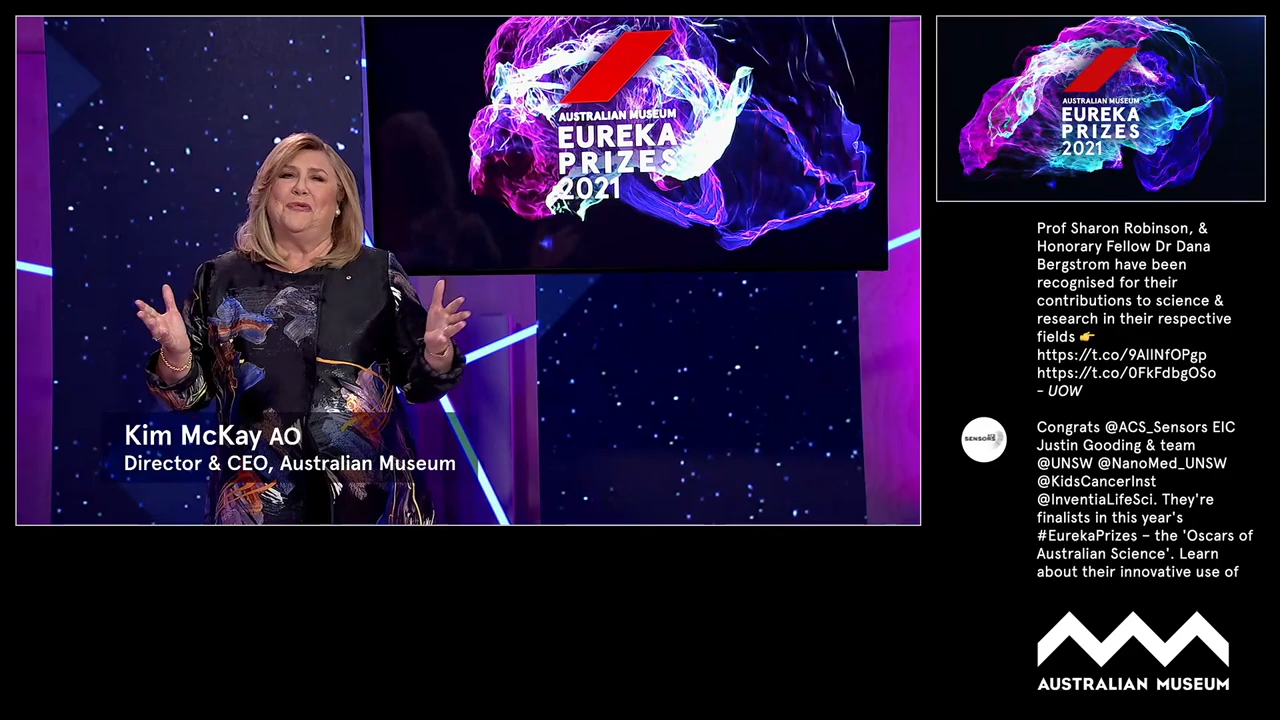 AUSTRALIAN MUSEUM
EUREKA
PRIZES
2021
Kim McKay AO
Director & CEO, Australian Museum
AUSTRALIAN MUSEUM
EUREKA
PRIZES
2021
Prof Sharon Robinson, &
Honorary Fellow Dr Dana
Bergstrom have been
recognised for their
contributions to science &
research in their respective
fields 👉
https://t.co/9AlINfOPgp
https://t.co/0FkFdbgOSo
- UOW
SENSORS
Congrats @ACS_Sensors EIC
Justin Gooding & team
@UNSW @NanoMed_UNSW
@KidsCancerInst
@InventiaLifeSci. They're
finalists in this year's
#EurekaPrizes – the 'Oscars of
Australian Science'. Learn
about their innovative use of
AUSTRALIAN MUSEUM